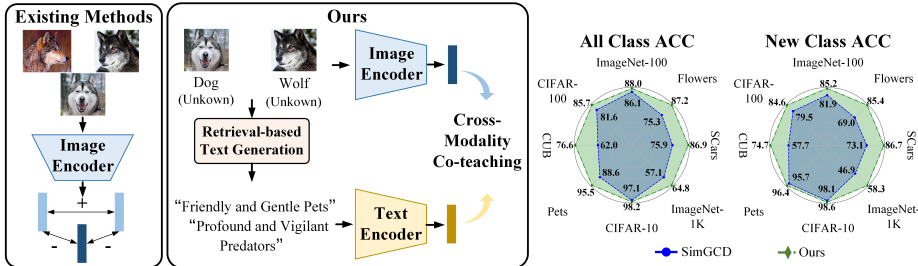 Existing Methods
Image
Encoder
+
-
-
Ours
Dog
(Unkown)
Wolf
(Unkown)
Retrieval-based
Text Generation
"Friendly and Gentle Pets"
"Profound and Vigilant
Predators"
Image
Encoder
Text
Encoder
Cross-
Modality
Co-teaching
All Class ACC
ImageNet-100
Flowers
SCars
ImageNet-
1K
CIFAR-10
Pets
CUB
CIFAR-
100
88.0
87.2
86.9
64.8
98.2
95.5
76.6
85.7
86.1
75.3
75.9
57.1
97.1
88.6
62.0
81.6
New Class ACC
ImageNet-100
Flowers
SCars
ImageNet-
1K
CIFAR-10
Pets
CUB
CIFAR-
100
85.2
85.4
86.7
58.3
98.6
96.4
74.7
84.6
81.9
69.0
73.1
46.9
98.1
95.7
57.7
79.5
SimGCD
Ours